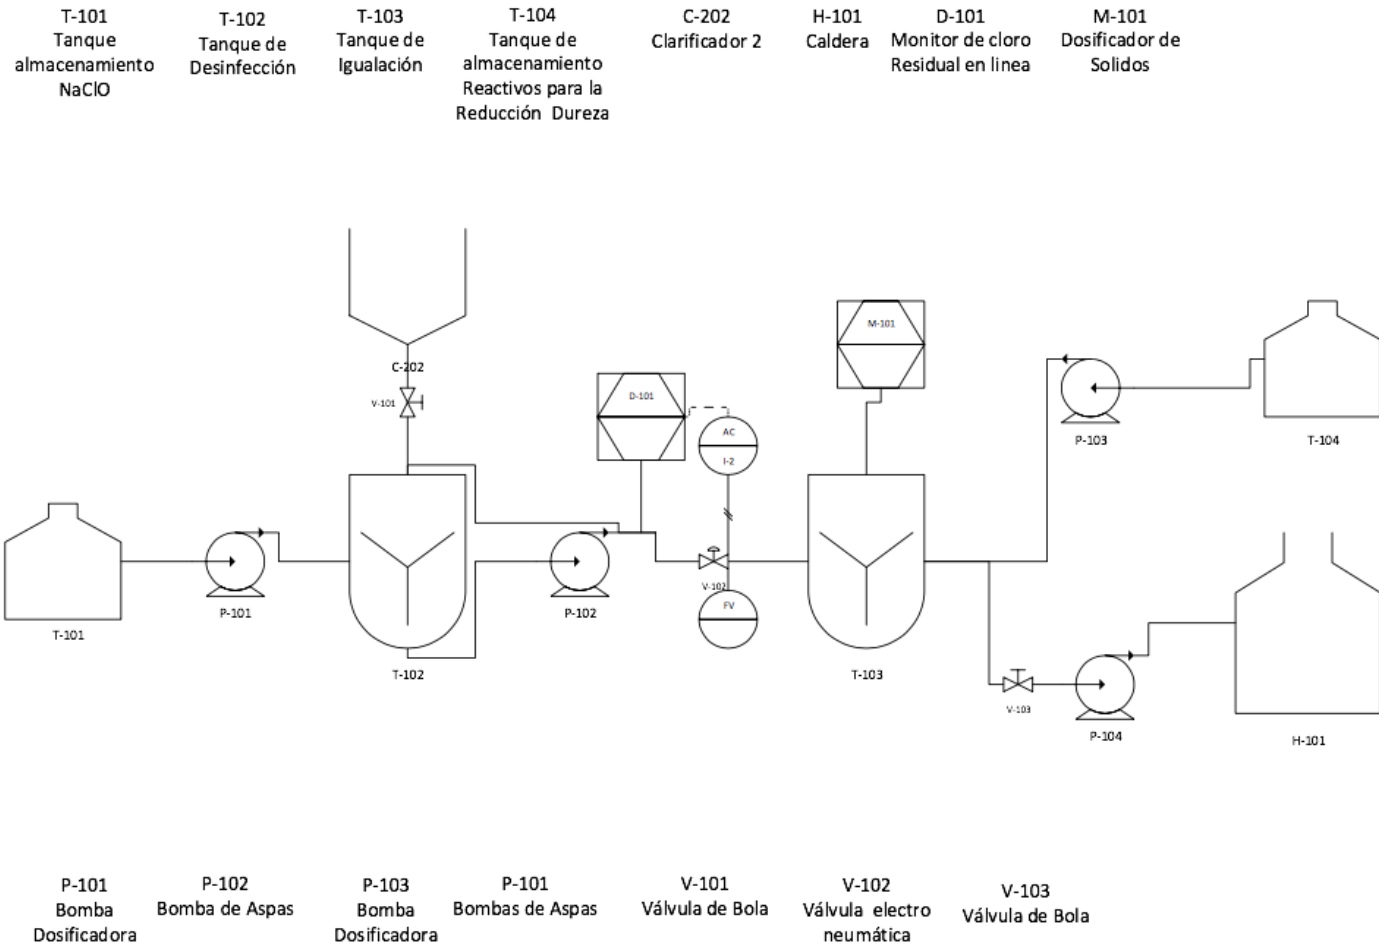 T-101
Tanque
almacenamiento
NaClO
T-102
Tanque de
Desinfección
T-103
Tanque de
Igualación
T-104
Tanque de
almacenamiento
Reactivos para la
Reducción Dureza
C-202
Clarificador 2
H-101
Caldera
D-101
Monitor de cloro
Residual en linea
M-101
Dosificador de
Solidos
C-202
V-101
D-101
AC
I-2
M-101
P-103
T-104
T-101
P-101
T-102
P-102
V-102
FV
T-103
V-103
P-104
H-101
P-101
Bomba
Dosificadora
P-102
Bomba de Aspas
P-103
Bomba
Dosificadora
P-101
Bombas de Aspas
V-101
Válvula de Bola
V-102
Válvula electro
neumática
V-103
Válvula de Bola